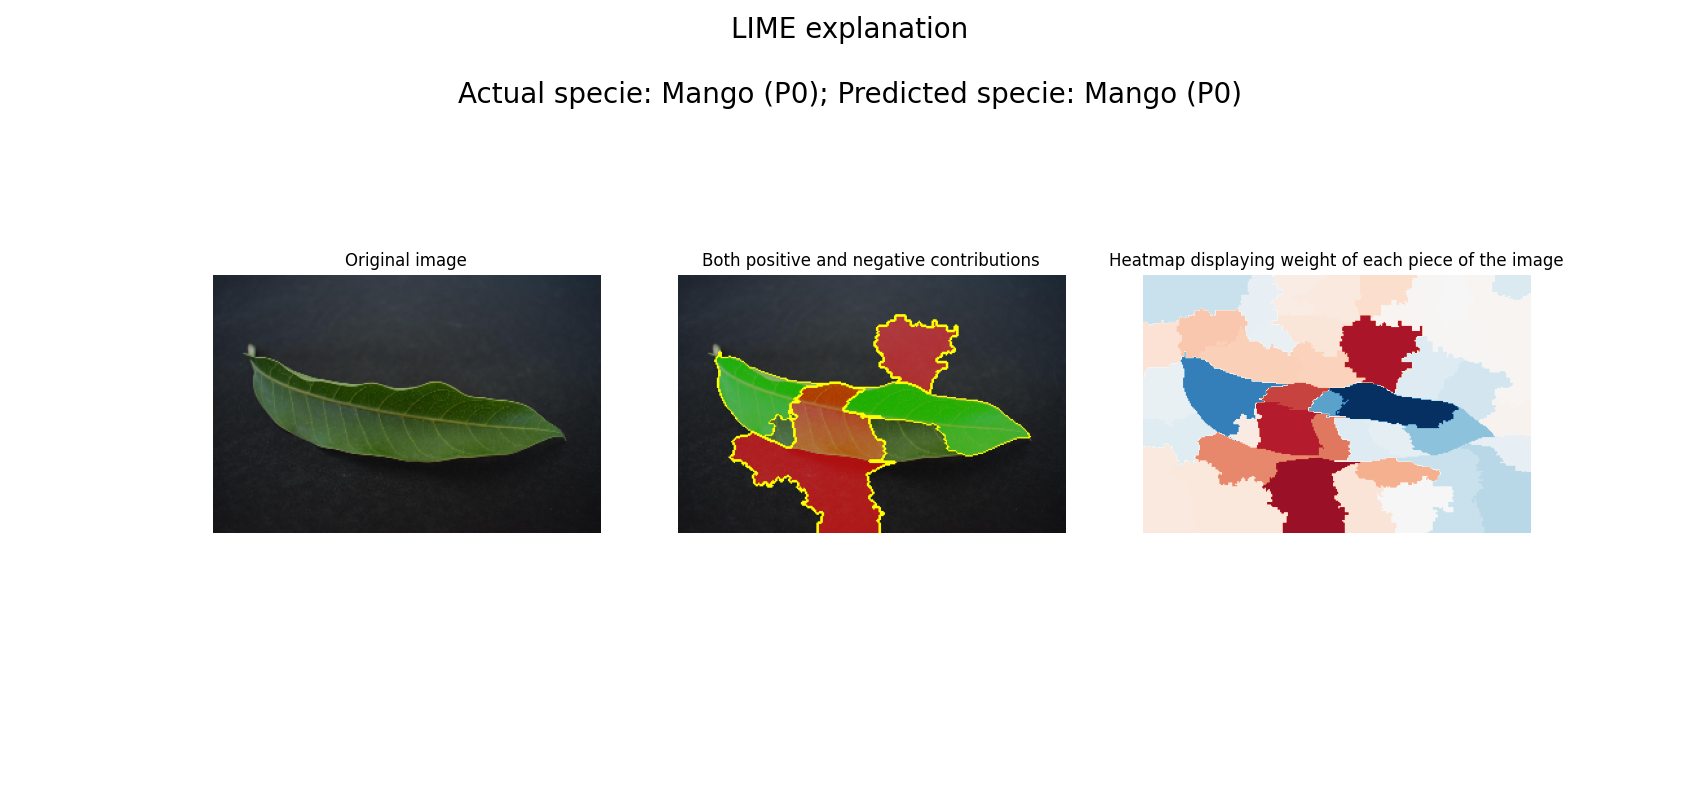 LIME explanation
Actual specie: Mango (P0); Predicted specie: Mango (P0)
Original image
Both positive and negative contributions
Heatmap displaying weight of each piece of the image